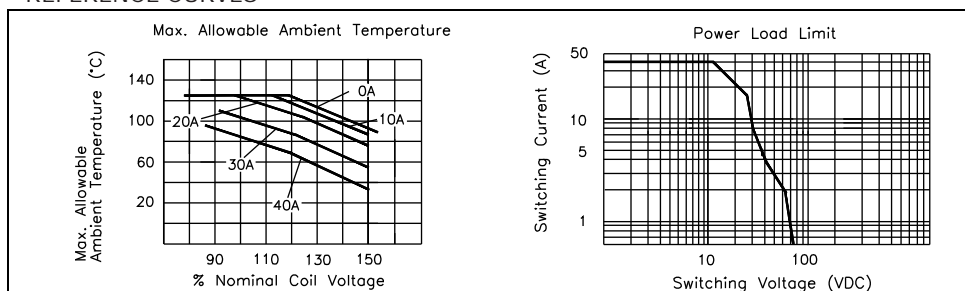 REFERENCE CURVES
Max. Allowable Ambient Temperature
Max. Allowable
Ambient Temperature (°C)
140
100
60
20
0A
10A
20A
30A
40A
90
110
130
150
% Nominal Coil Voltage
Power Load Limit
Switching Current (A)
50
10
5
1
10
100
Switching Voltage (VDC)